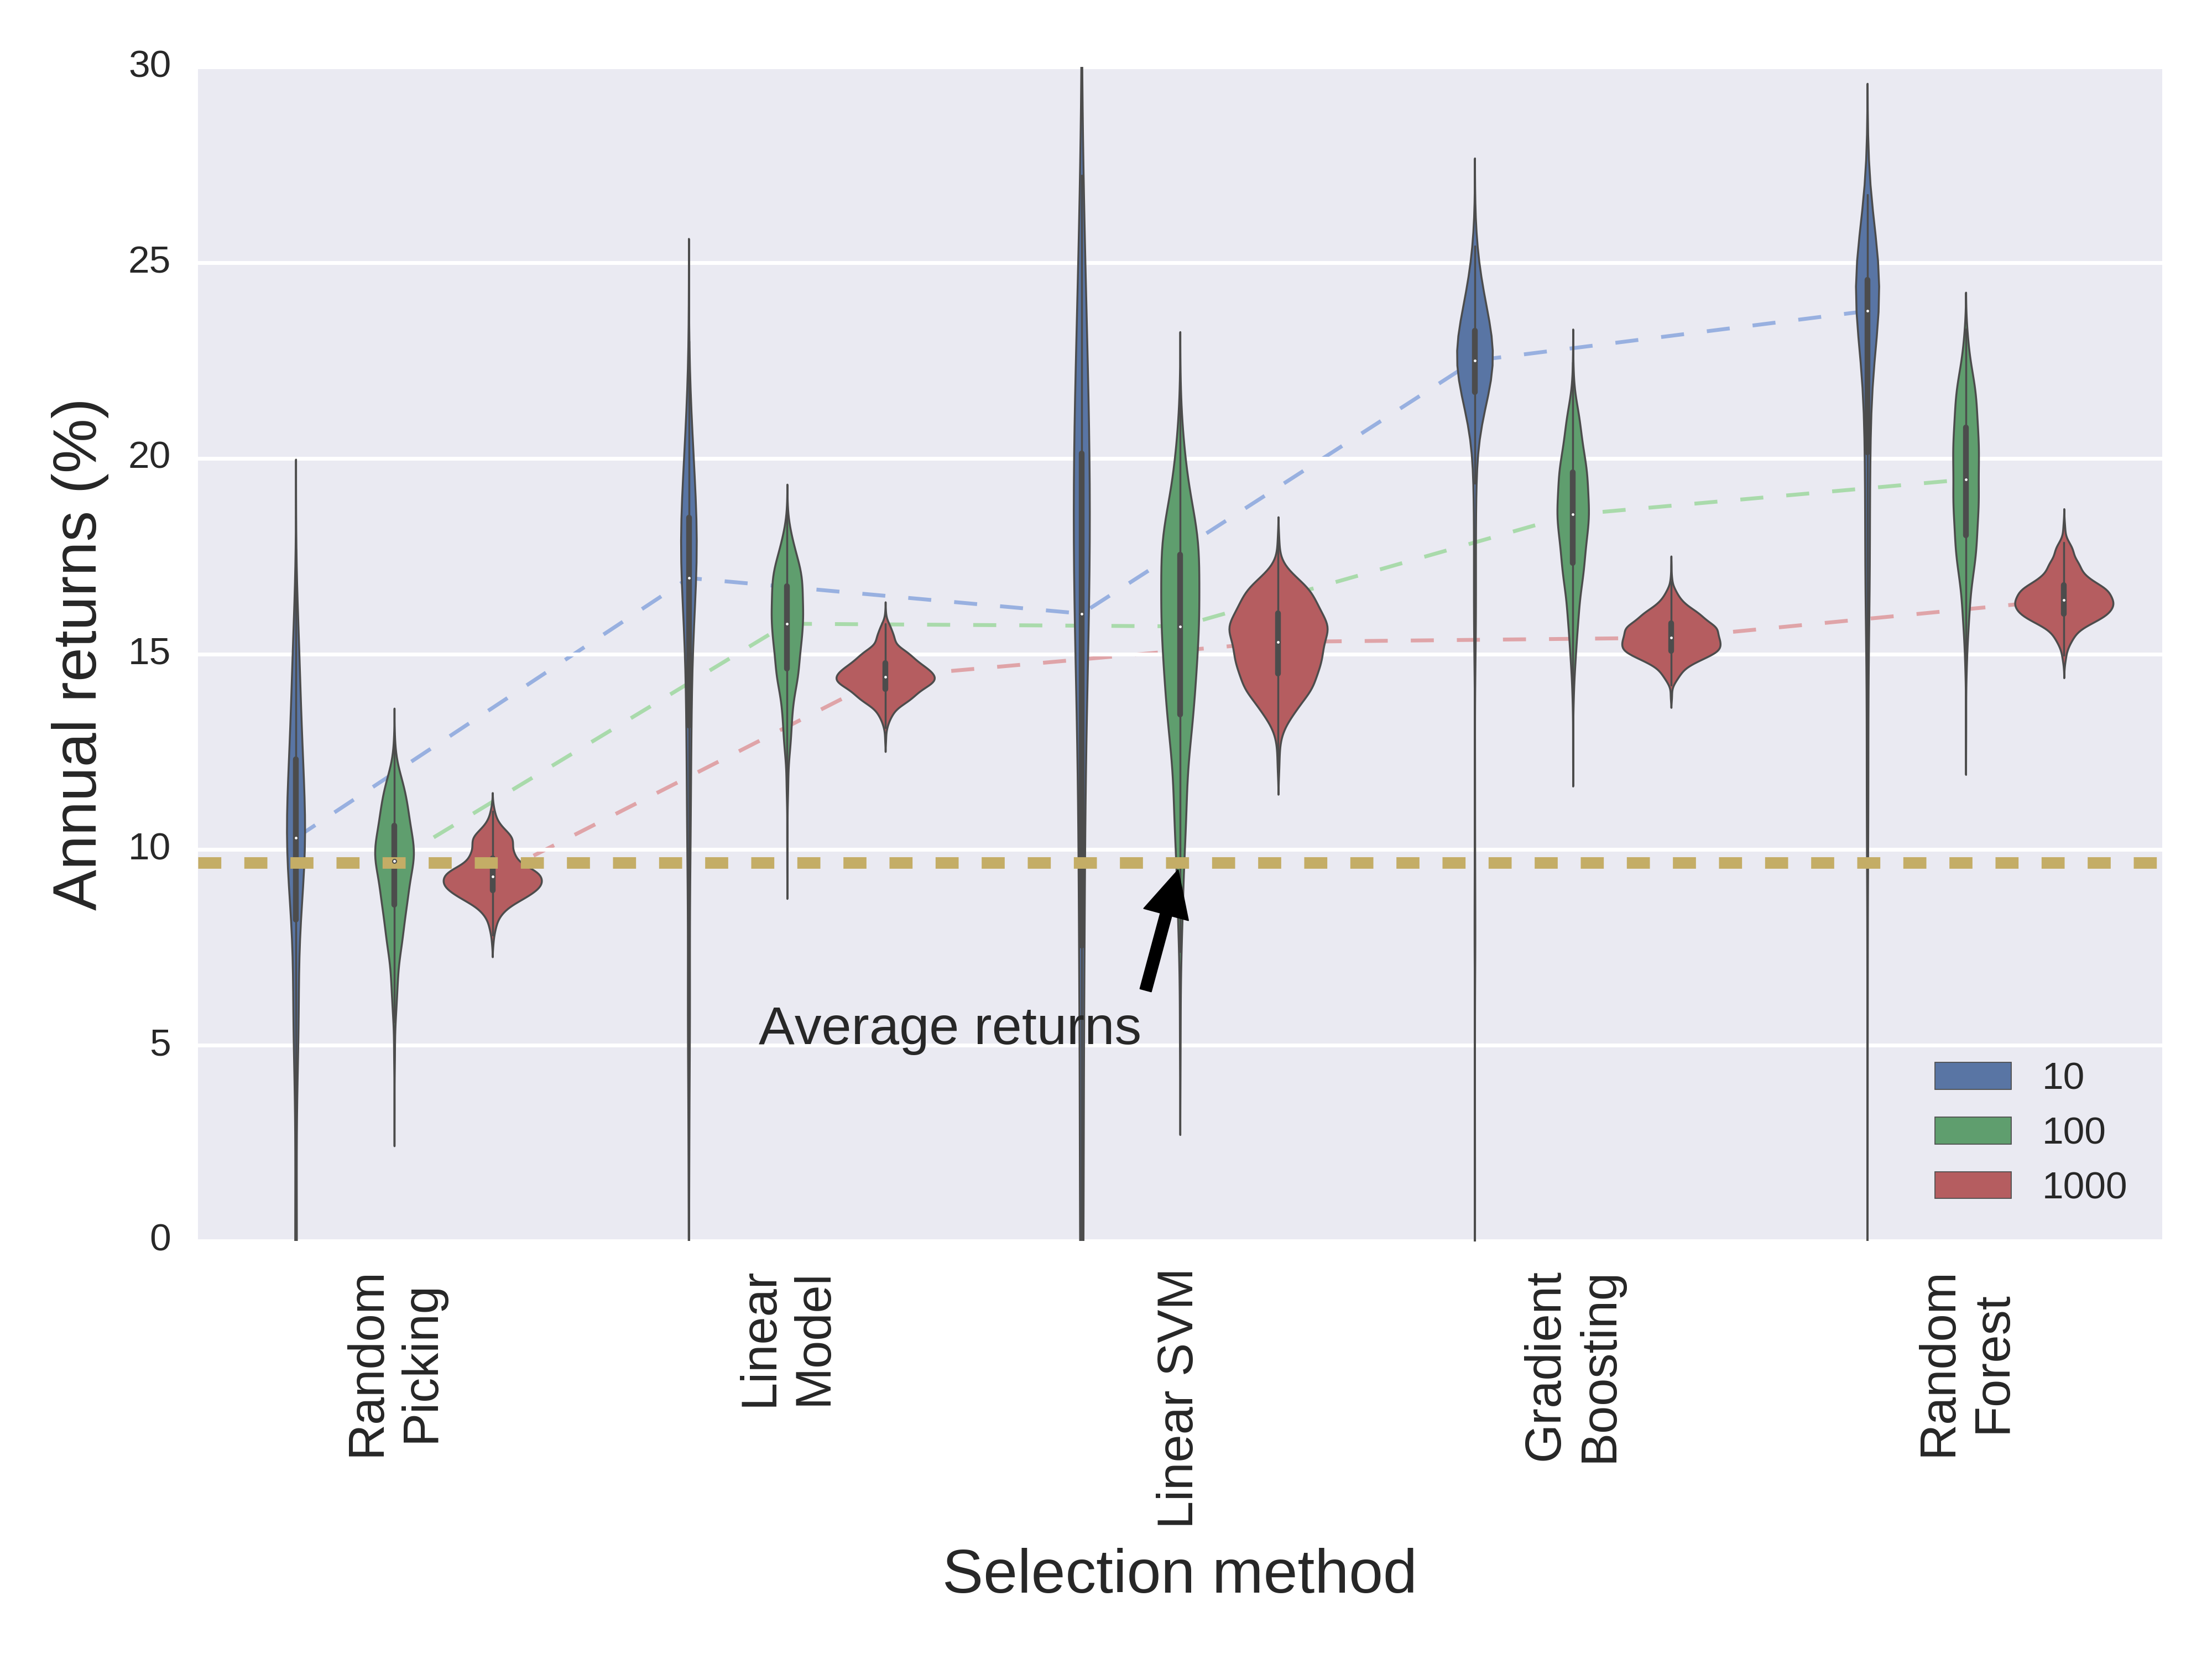 30
25
20
15
10
5
0
Annual returns (%)
Average returns
10
100
1000
Random
Picking
Linear
Model
Linear SVM
Gradient
Boosting
Random
Forest
Selection method